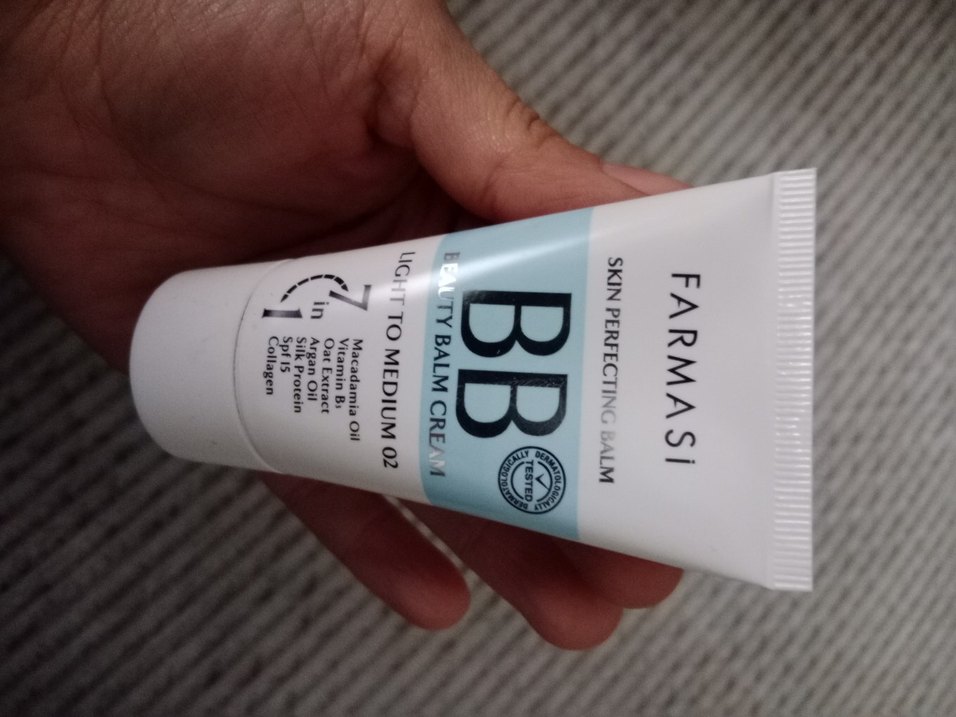 FARMASi
SKIN PERFECTING BALM
BB
DERMATOLOGICALLY
TESTED
DERMATOLOGICALLY
BEAUTY BALM CREAM
LIGHT TO MEDIUM 02
7 in 1
Macadamia Oil
Vitamin B₅
Oat Extract
Argan Oil
Silk Protein
Spf 15
Collagen